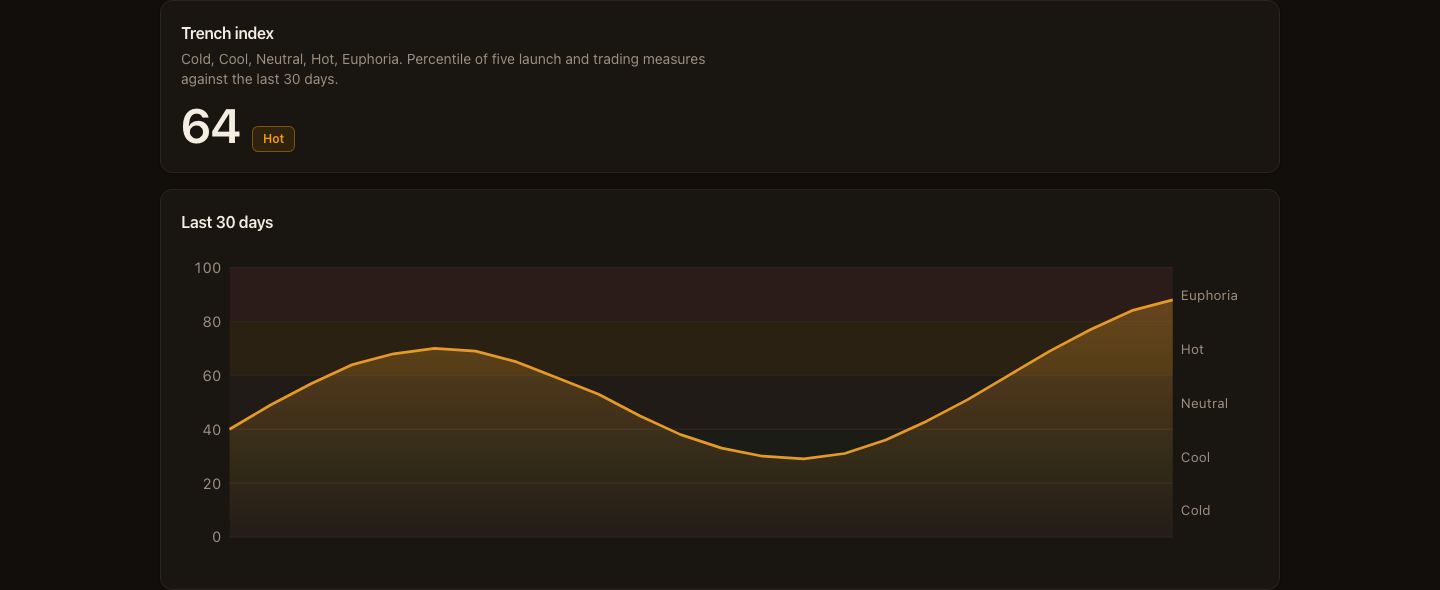 Trench index
Cold, Cool, Neutral, Hot, Euphoria. Percentile of five launch and trading measures
against the last 30 days.
64 Hot
Last 30 days
100
80
60
40
20
0
Euphoria
Hot
Neutral
Cool
Cold